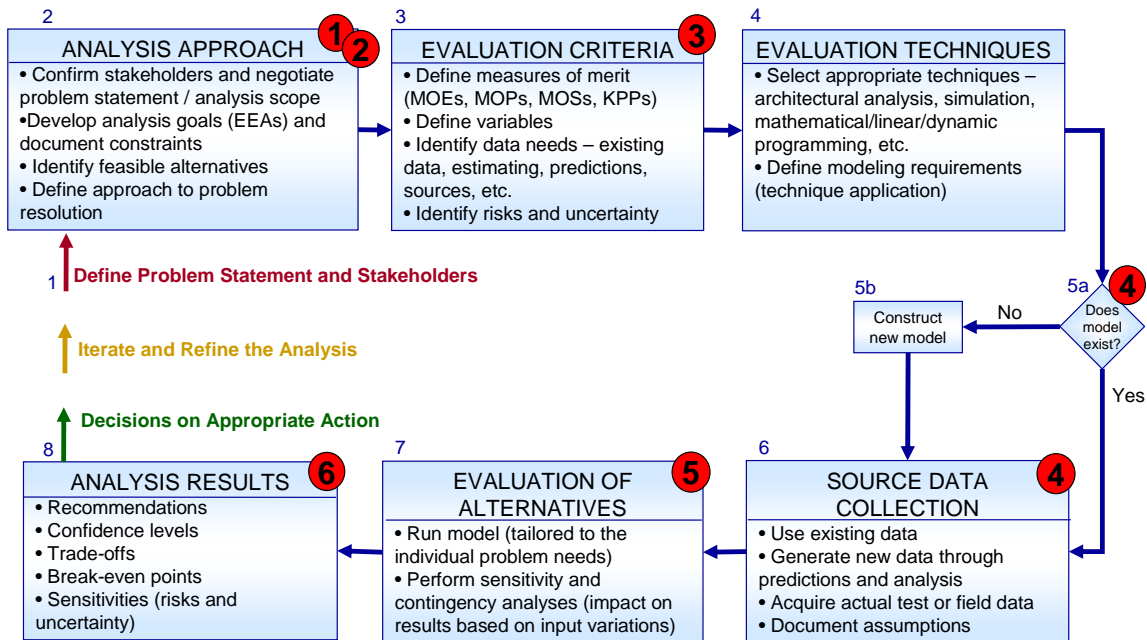 2
ANALYSIS APPROACH
1
2
• Confirm stakeholders and negotiate
problem statement / analysis scope
•Develop analysis goals (EEAs) and
document constraints
• Identify feasible alternatives
• Define approach to problem
resolution
3
EVALUATION CRITERIA
3
• Define measures of merit
(MOEs, MOPs, MOSs, KPPs)
• Define variables
• Identify data needs – existing
data, estimating, predictions,
sources, etc.
• Identify risks and uncertainty
4
EVALUATION TECHNIQUES
• Select appropriate techniques –
architectural analysis, simulation,
mathematical/linear/dynamic
programming, etc.
• Define modeling requirements
(technique application)
1
Define Problem Statement and Stakeholders
Iterate and Refine the Analysis
Decisions on Appropriate Action
5a
4
Does
model
exist?
No
Yes
5b
Construct
new model
6
SOURCE DATA
COLLECTION
4
• Use existing data
• Generate new data through
predictions and analysis
• Acquire actual test or field data
• Document assumptions
7
EVALUATION OF
ALTERNATIVES
5
• Run model (tailored to the
individual problem needs)
• Perform sensitivity and
contingency analyses (impact on
results based on input variations)
8
ANALYSIS RESULTS
6
• Recommendations
• Confidence levels
• Trade-offs
• Break-even points
• Sensitivities (risks and
uncertainty)